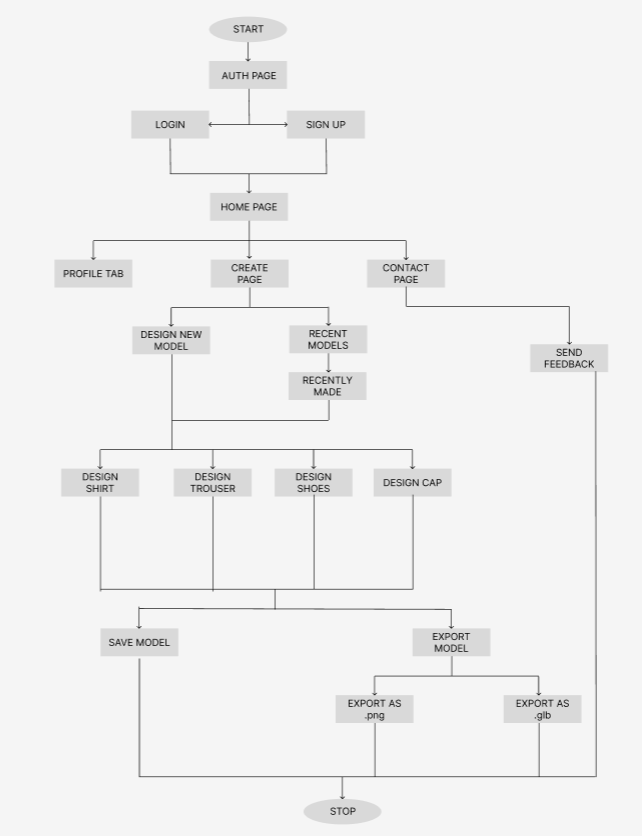 START
AUTH PAGE
LOGIN
SIGN UP
HOME PAGE
PROFILE TAB
CREATE
PAGE
CONTACT
PAGE
DESIGN NEW
MODEL
RECENT
MODELS
SEND
FEEDBACK
RECENTLY
MADE
DESIGN
SHIRT
DESIGN
TROUSER
DESIGN
SHOES
DESIGN CAP
SAVE MODEL
EXPORT
MODEL
EXPORT AS
.png
EXPORT AS
.glb
STOP